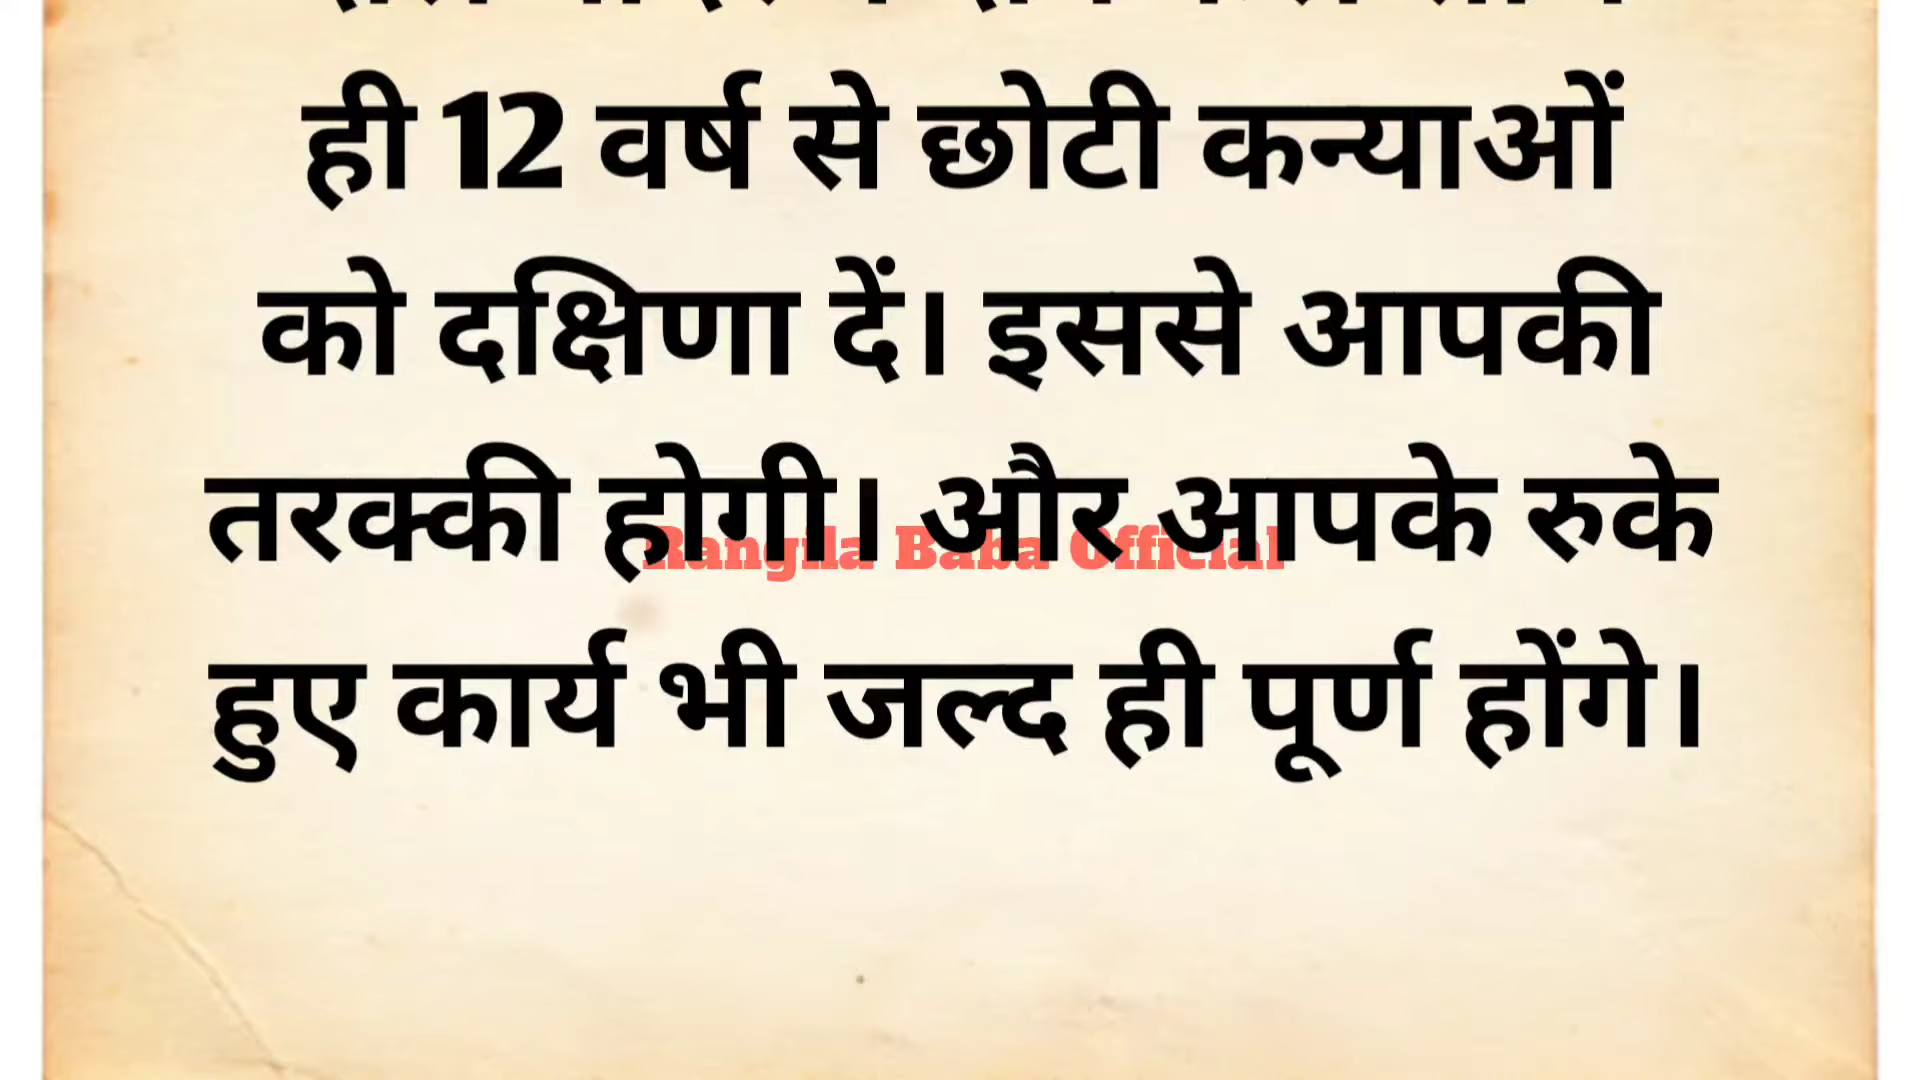 ही 12 वर्ष से छोटी कन्याओं
को दक्षिणा दें। इससे आपकी
तरक्की होगी। और आपके रुके
Rangila Baba Official
हुए कार्य भी जल्द ही पूर्ण होंगे।